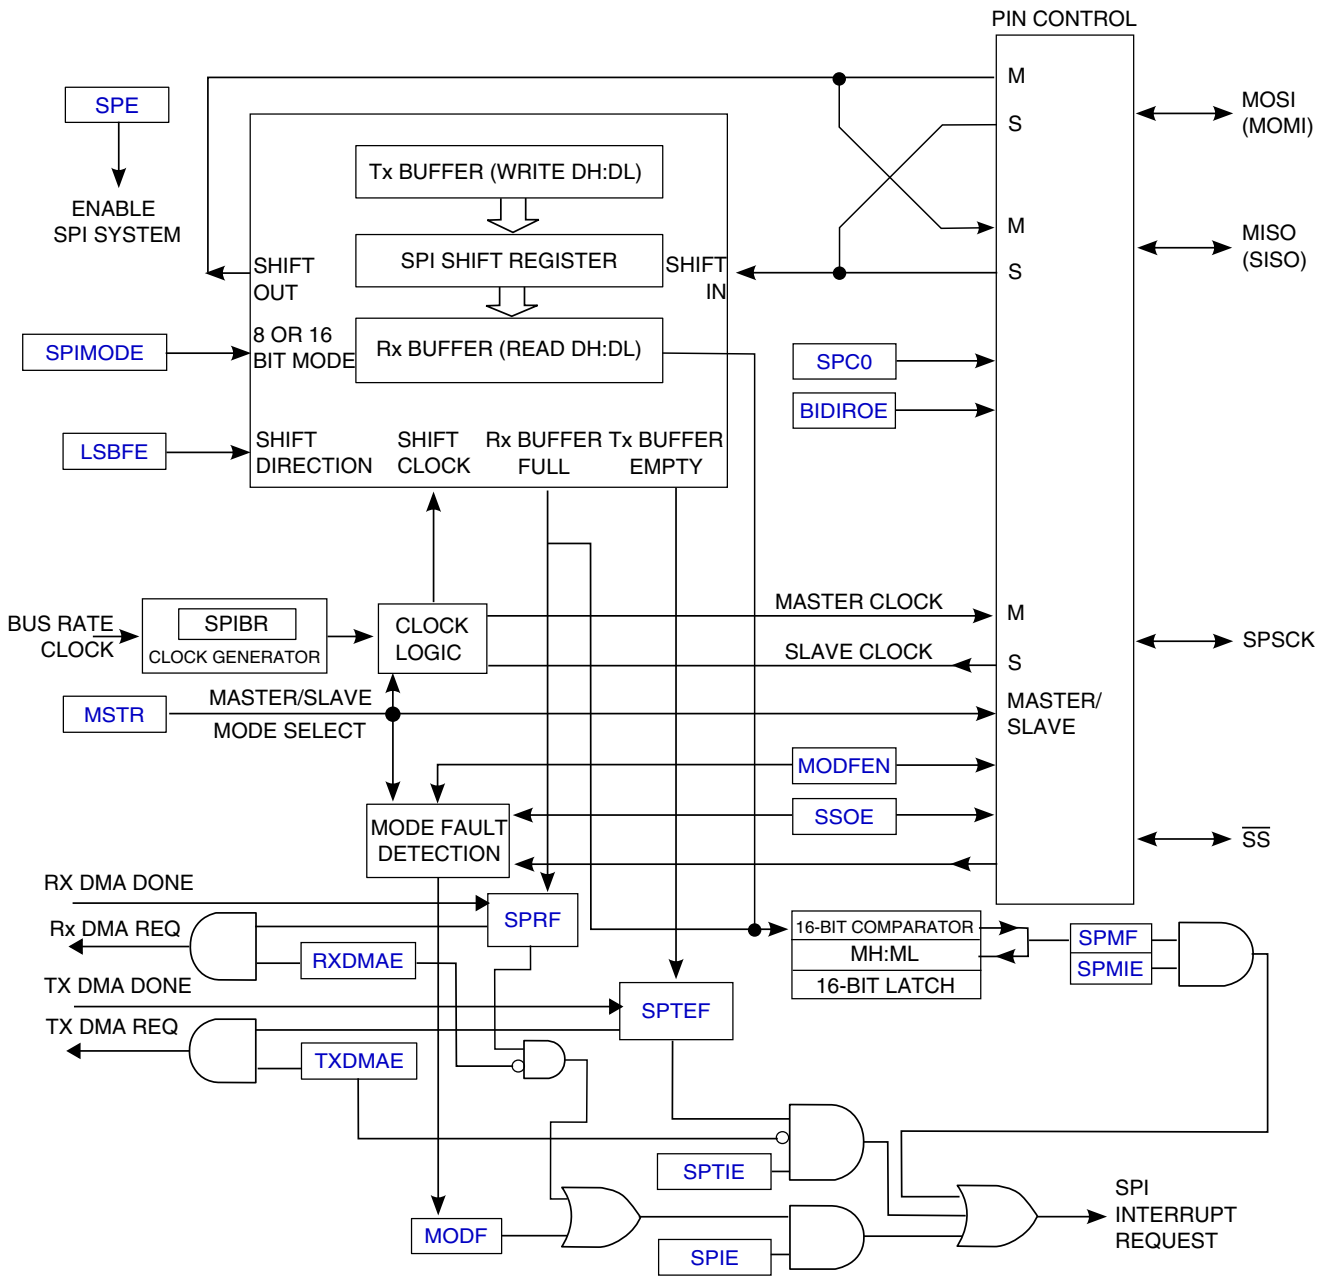 PIN CONTROL
M
S
MOSI
(MOMI)
SPE
ENABLE
SPI SYSTEM
Tx BUFFER (WRITE DH:DL)
SPI SHIFT REGISTER
Rx BUFFER (READ DH:DL)
SHIFT
OUT
SHIFT
IN
M
S
MISO
(SISO)
SPIMODE
8 OR 16
BIT MODE
SPC0
BIDIROE
LSBFE
SHIFT
DIRECTION
SHIFT
CLOCK
Rx BUFFER
FULL
Tx BUFFER
EMPTY
BUS RATE
CLOCK
SPIBR
CLOCK GENERATOR
CLOCK
LOGIC
MASTER CLOCK
M
SLAVE CLOCK
S
SPSCK
MSTR
MASTER/SLAVE
MODE SELECT
MASTER/
SLAVE
MODFEN
SSOE
MODE FAULT
DETECTION
SS
RX DMA DONE
SPRF
Rx DMA REQ
RXDMAE
16-BIT COMPARATOR
MH:ML
16-BIT LATCH
SPMF
SPMIE
TX DMA DONE
SPTEF
TX DMA REQ
TXDMAE
SPTIE
MODF
SPIE
SPI
INTERRUPT
REQUEST